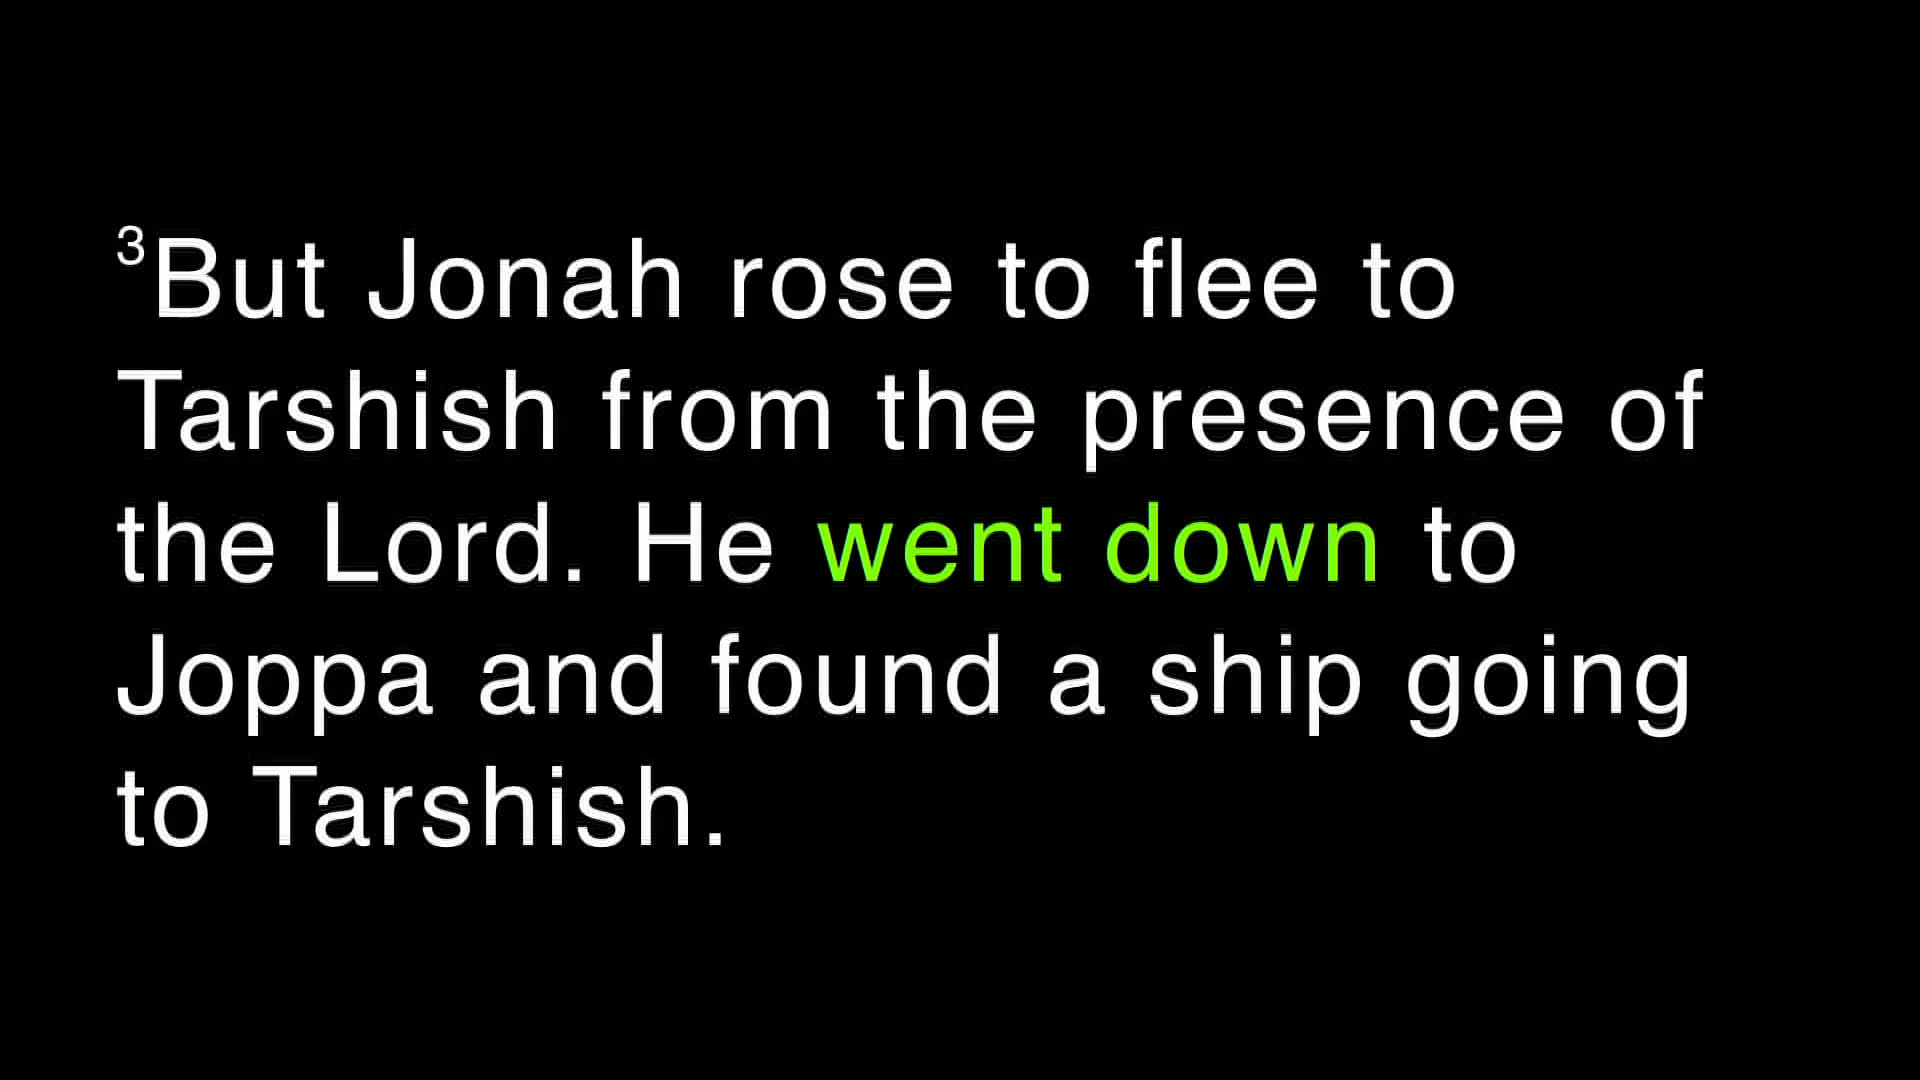 ³But Jonah rose to flee to
Tarshish from the presence of
the Lord. He went down to
Joppa and found a ship going
to Tarshish.